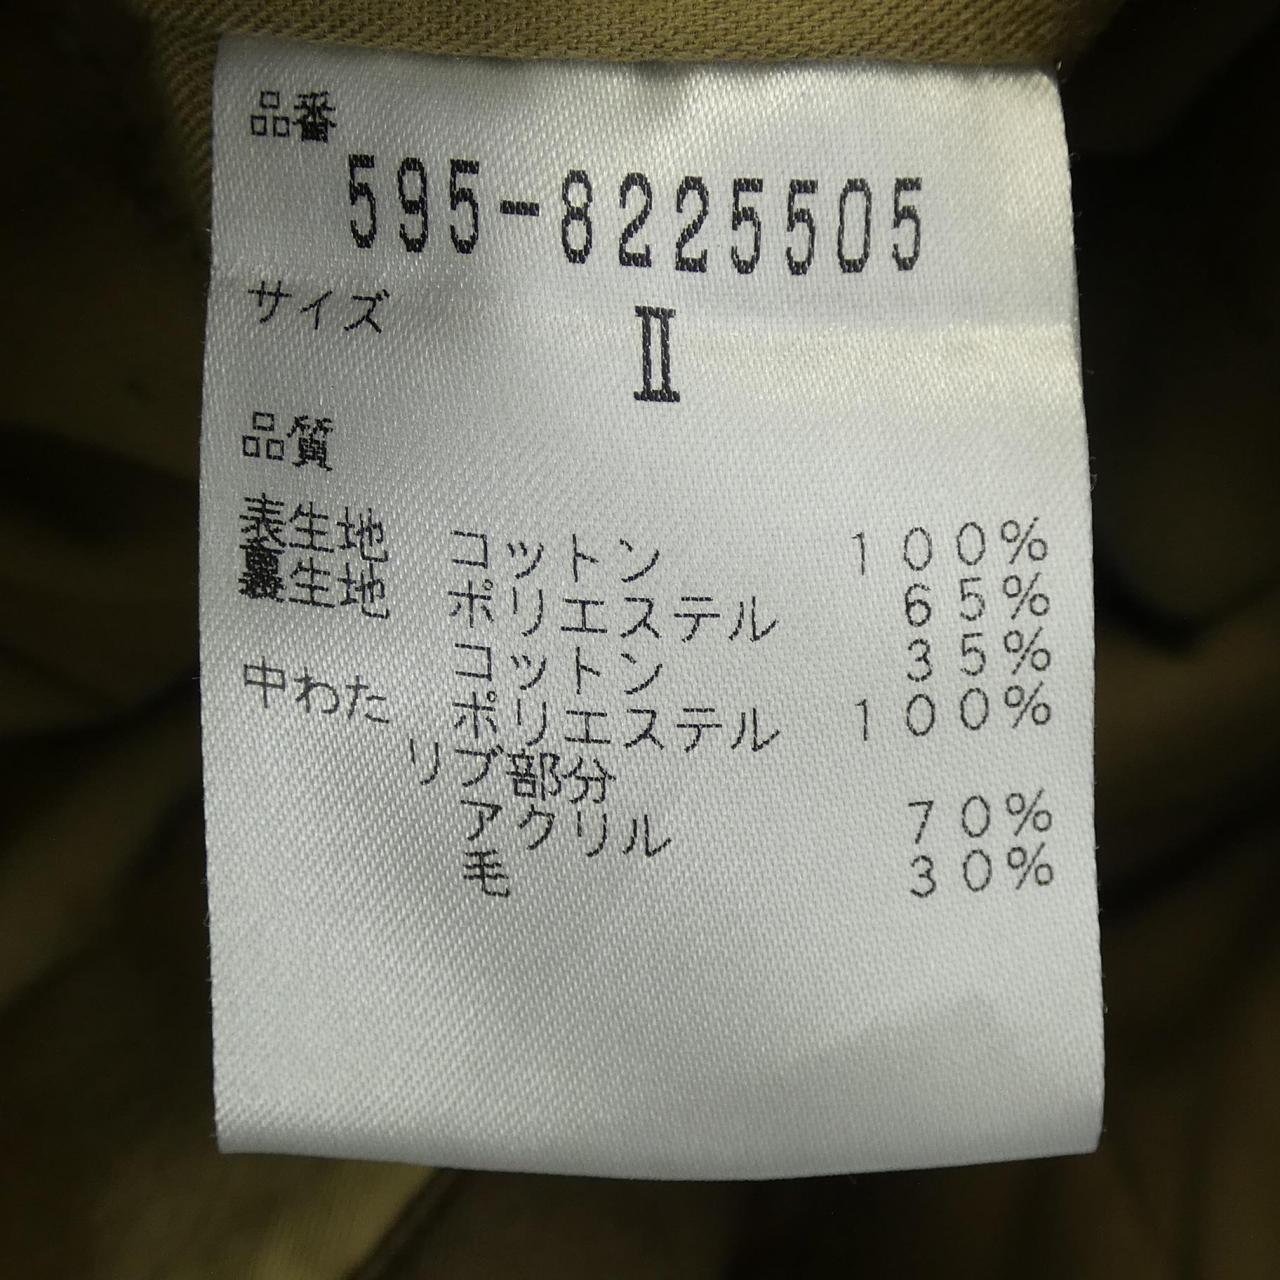 品番
595-8225505
サイズ
Ⅱ
品質
表生地 コットン 100%
裏生地 ポリエステル 65%
コットン 35%
中わた ポリエステル 100%
リブ部分
アクリル 70%
毛 30%